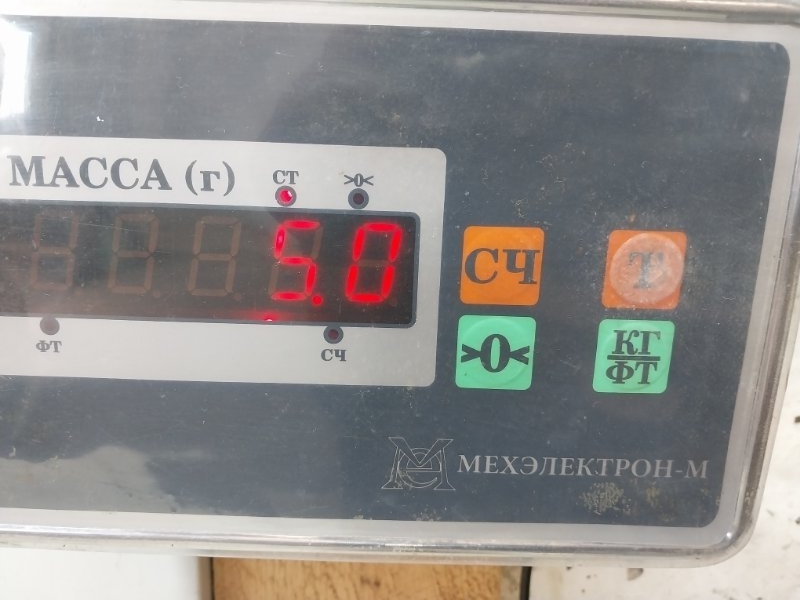 МАССА (г)
СТ
>0<
5.0
ФТ
СЧ
СЧ
Т
>0<
КГ
ФТ
МЕХЭЛЕКТРОН-М